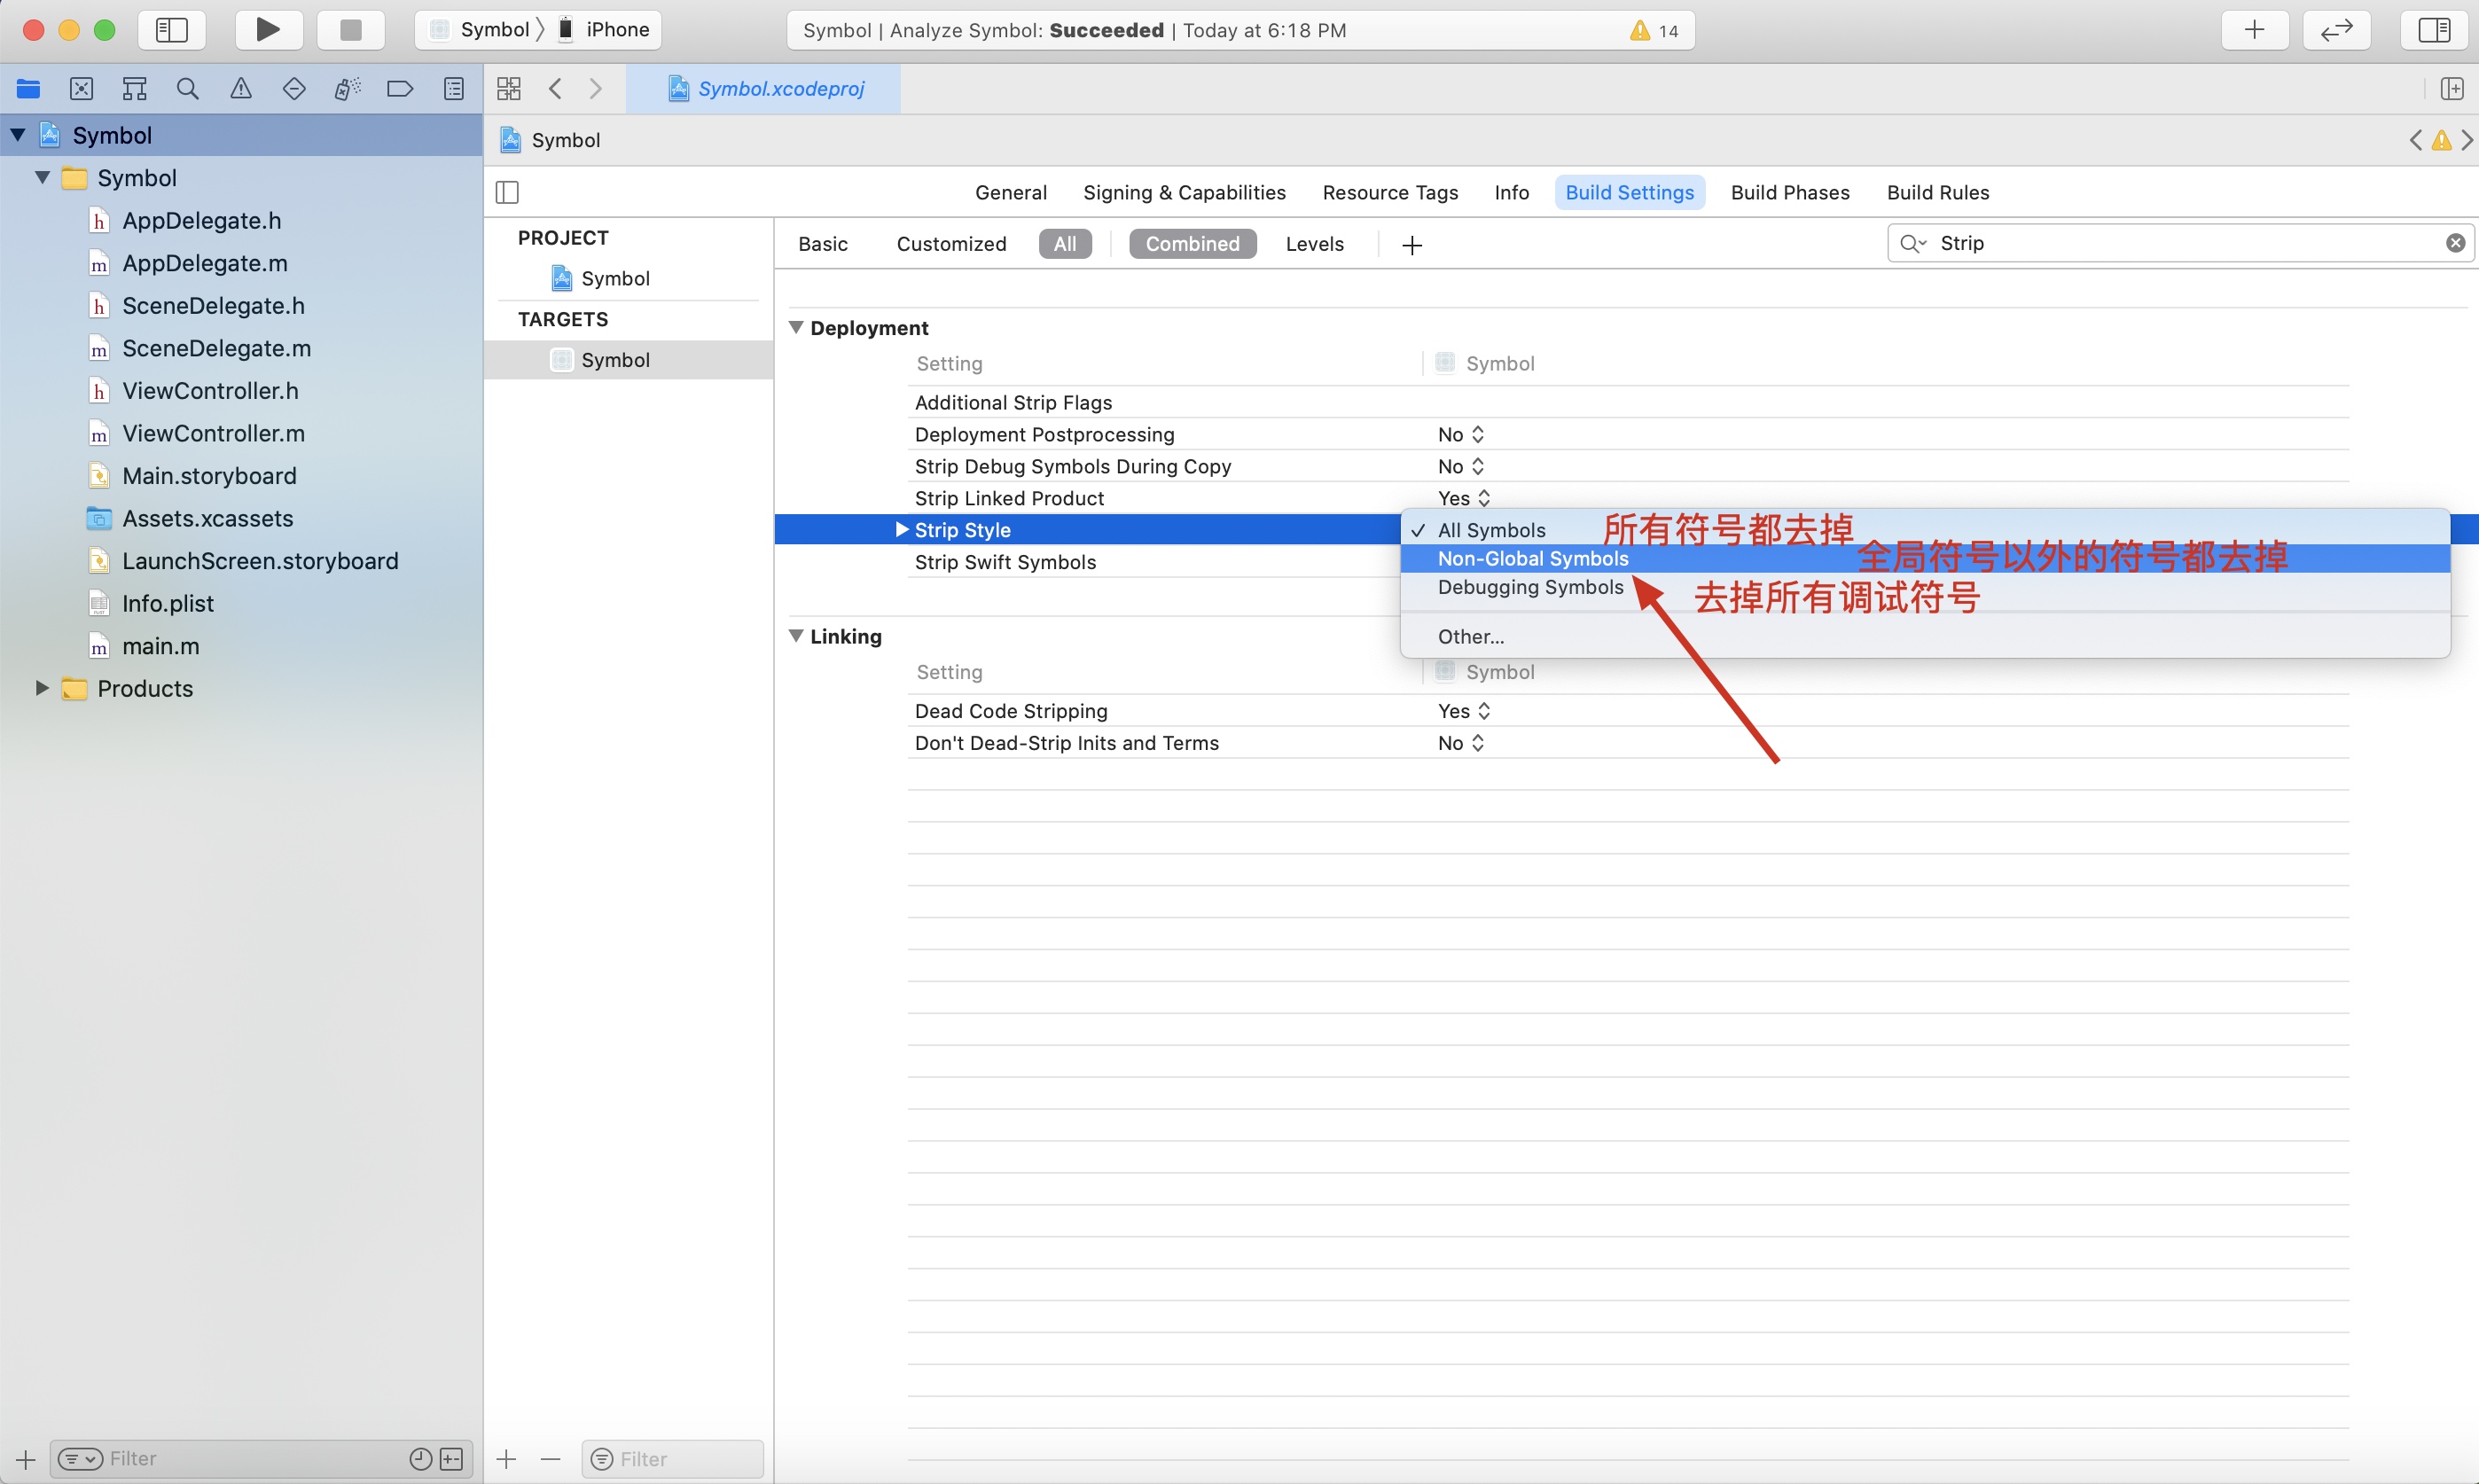 Symbol 〉 iPhone
Symbol | Analyze Symbol: Succeeded | Today at 6:18 PM
14
Symbol.xcodeproj
Symbol
Symbol
AppDelegate.h
AppDelegate.m
SceneDelegate.h
SceneDelegate.m
ViewController.h
ViewController.m
Main.storyboard
Assets.xcassets
LaunchScreen.storyboard
Info.plist
main.m
Products
Filter
Symbol
General Signing & Capabilities Resource Tags Info Build Settings Build Phases Build Rules
PROJECT
Symbol
TARGETS
Symbol
Filter
Basic Customized All Combined Levels
Strip
Deployment
Setting Symbol
Additional Strip Flags
Deployment Postprocessing No
Strip Debug Symbols During Copy No
Strip Linked Product Yes
Strip Style
Strip Swift Symbols
✓ All Symbols 所有符号都去掉
Non-Global Symbols 全局符号以外的符号都去掉
Debugging Symbols 去掉所有调试符号
Other...
Linking
Setting Symbol
Dead Code Stripping Yes
Don't Dead-Strip Inits and Terms No